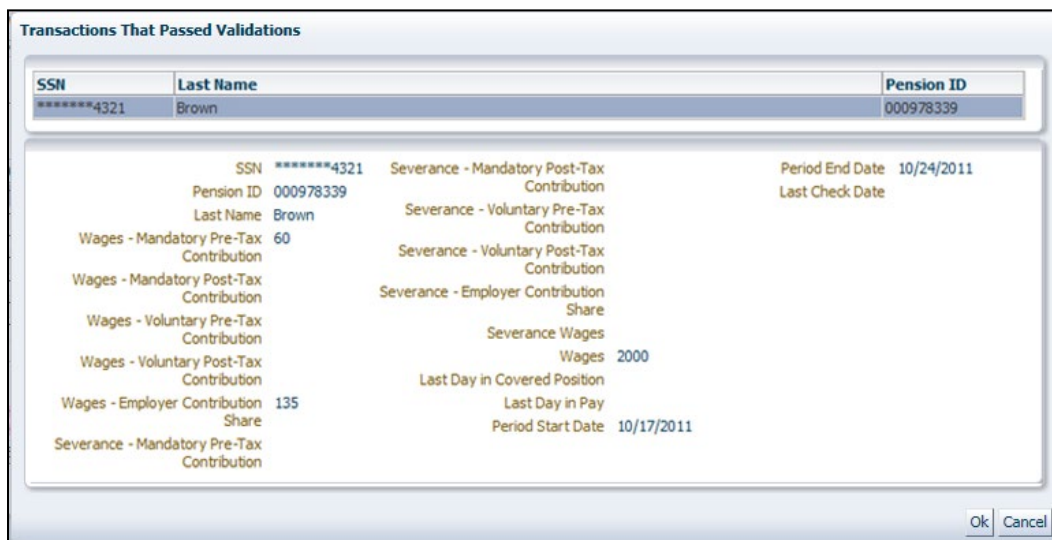 Transactions That Passed Validations
SSN Last Name Pension ID
*******4321 Brown 000978339
SSN *******4321
Pension ID 000978339
Last Name Brown
Wages - Mandatory Pre-Tax 60
Contribution
Wages - Mandatory Post-Tax
Contribution
Wages - Voluntary Pre-Tax
Contribution
Wages - Voluntary Post-Tax
Contribution
Wages - Employer Contribution 135
Share
Severance - Mandatory Pre-Tax
Contribution
Severance - Mandatory Post-Tax
Contribution
Severance - Voluntary Pre-Tax
Contribution
Severance - Voluntary Post-Tax
Contribution
Severance - Employer Contribution
Share
Severance Wages
Wages 2000
Last Day in Covered Position
Last Day in Pay
Period Start Date 10/17/2011
Period End Date 10/24/2011
Last Check Date
Ok Cancel